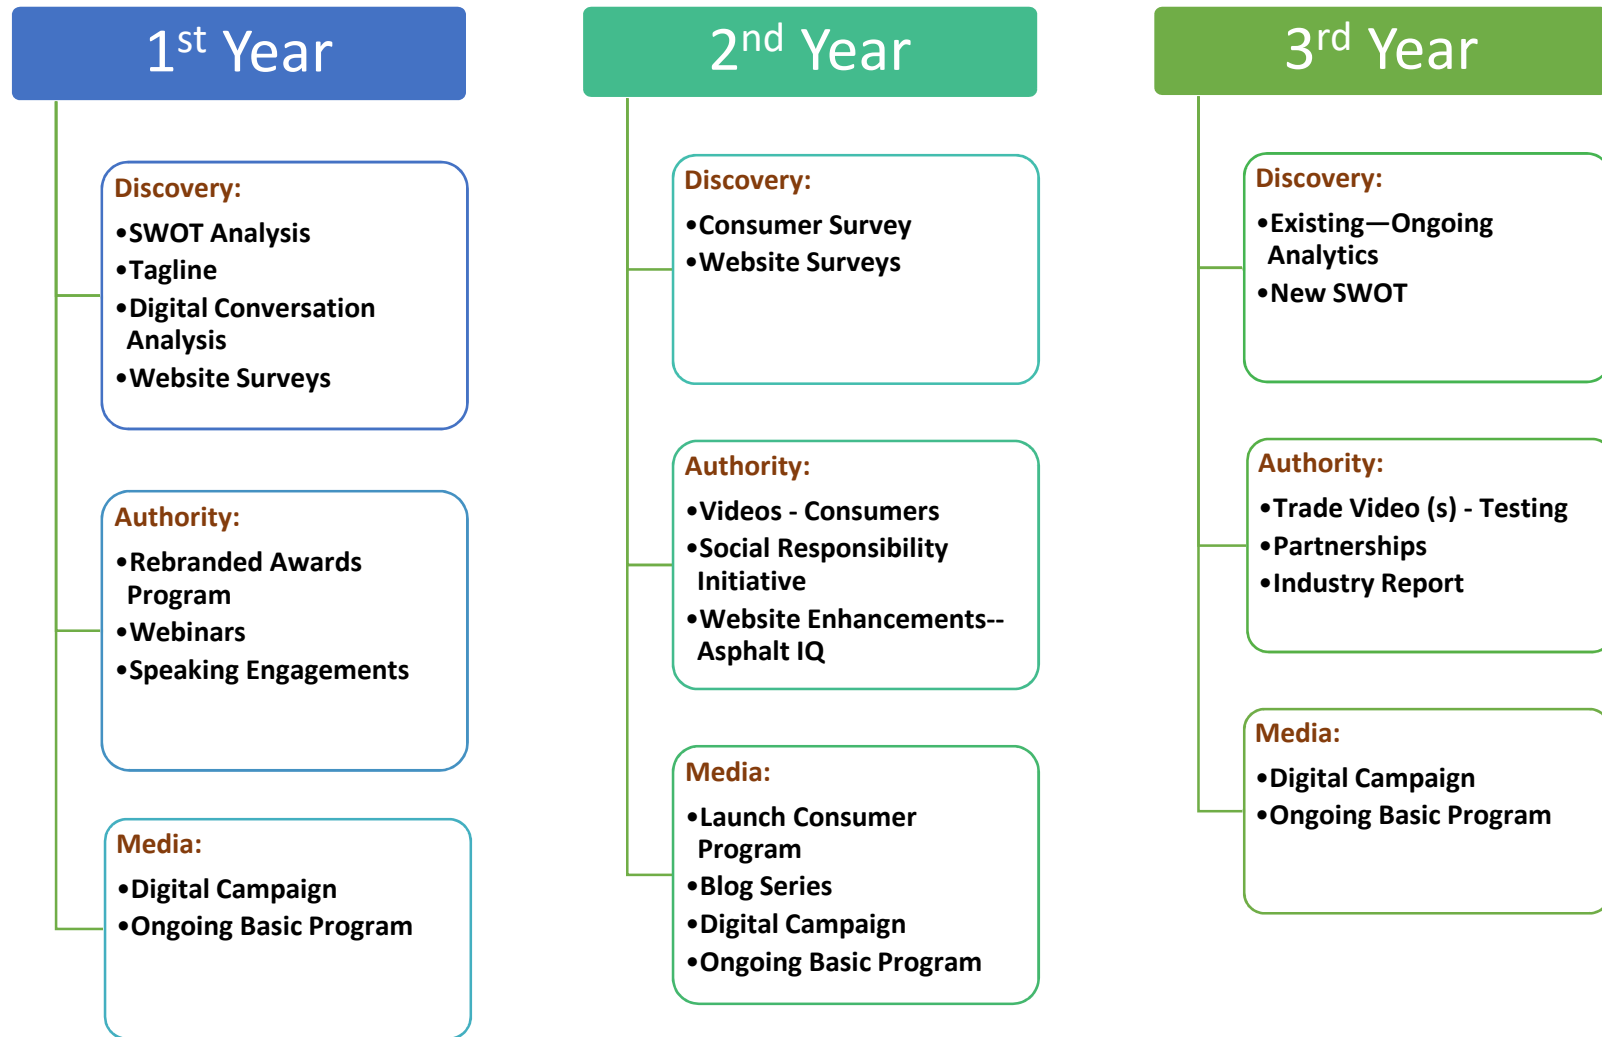 1st Year
Discovery:
•SWOT Analysis
•Tagline
•Digital Conversation
Analysis
•Website Surveys
Authority:
•Rebranded Awards
Program
•Webinars
•Speaking Engagements
Media:
•Digital Campaign
•Ongoing Basic Program
2nd Year
Discovery:
•Consumer Survey
•Website Surveys
Authority:
•Videos - Consumers
•Social Responsibility
Initiative
•Website Enhancements--
Asphalt IQ
Media:
•Launch Consumer
Program
•Blog Series
•Digital Campaign
•Ongoing Basic Program
3rd Year
Discovery:
•Existing—Ongoing
Analytics
•New SWOT
Authority:
•Trade Video (s) - Testing
•Partnerships
•Industry Report
Media:
•Digital Campaign
•Ongoing Basic Program